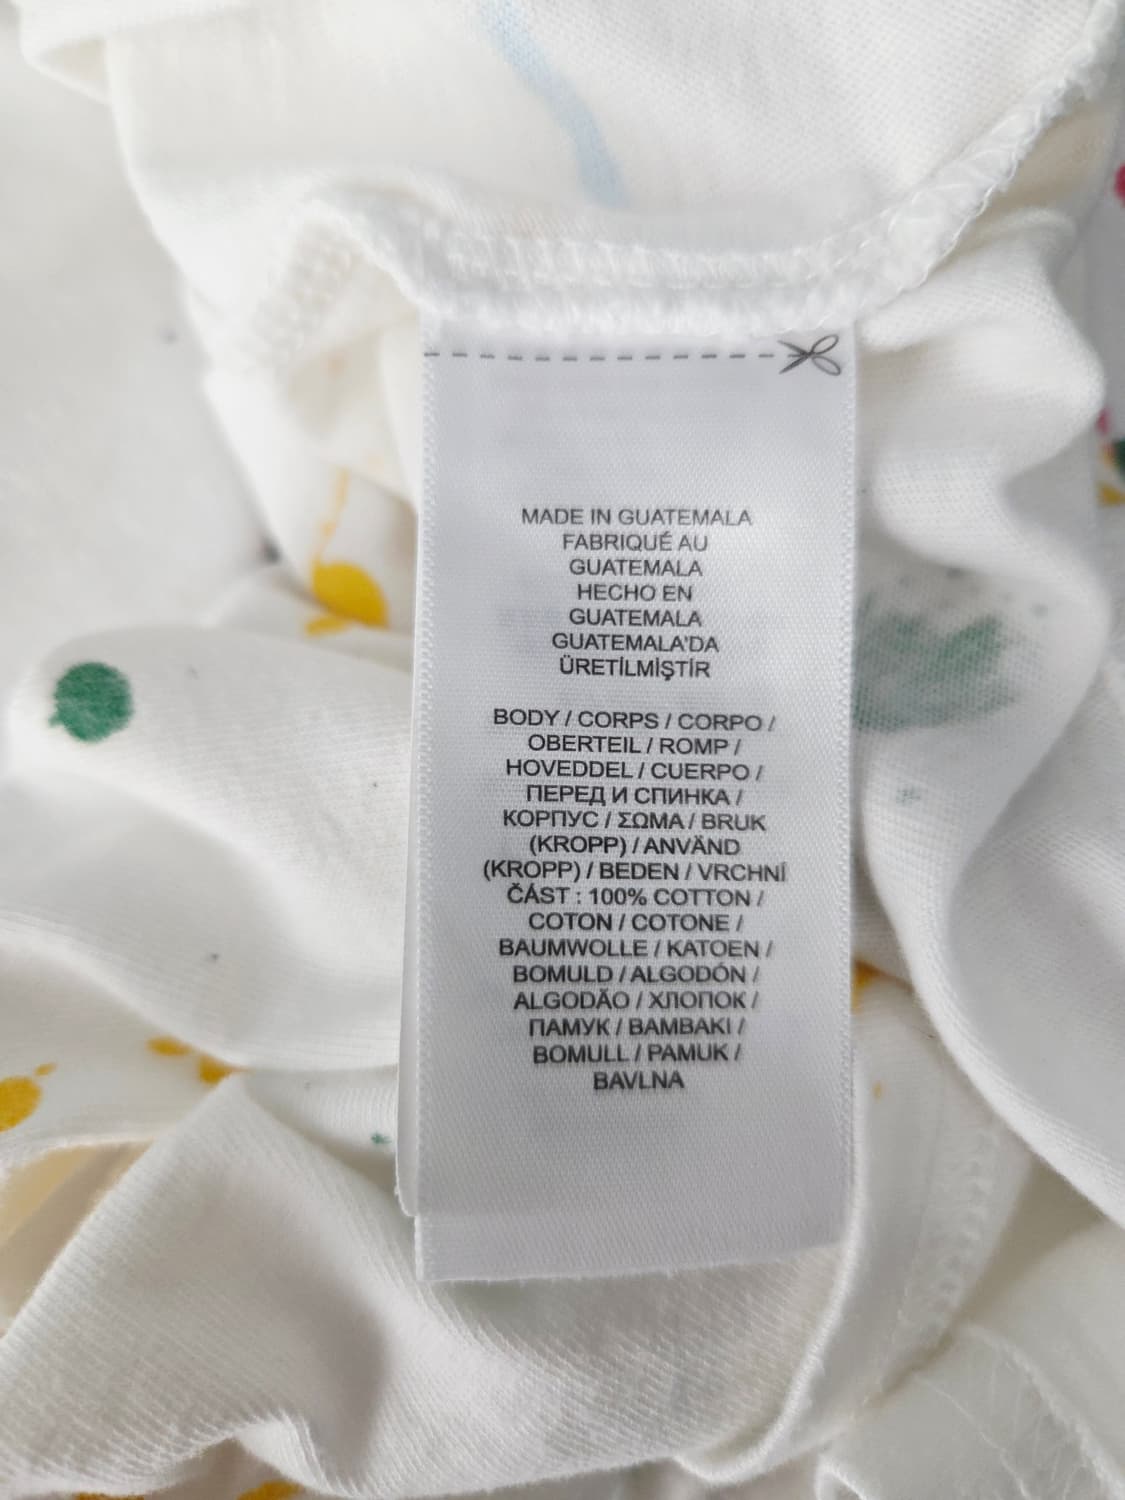 MADE IN GUATEMALA
FABRIQUÉ AU
GUATEMALA
HECHO EN
GUATEMALA
GUATEMALA'DA
ÜRETİLMİŞTİR
BODY / CORPS / CORPO /
OBERTEIL / ROMP /
HOVEDDEL / CUERPO /
ПЕРЕД И СПИНКА /
КОРПУС / ΣΩΜΑ / BRUK
(KROPP) / ANVÄND
(KROPP) / BEDEN / VRCHNÍ
ČÁST : 100% COTTON /
COTON / COTONE /
BAUMWOLLE / KATOEN /
BOMULD / ALGODÓN /
ALGODÃO / ХЛОПОК /
ПАМУК / ΒΑΜΒΑΚΙ /
BOMULL / PAMUK /
BAVLNA